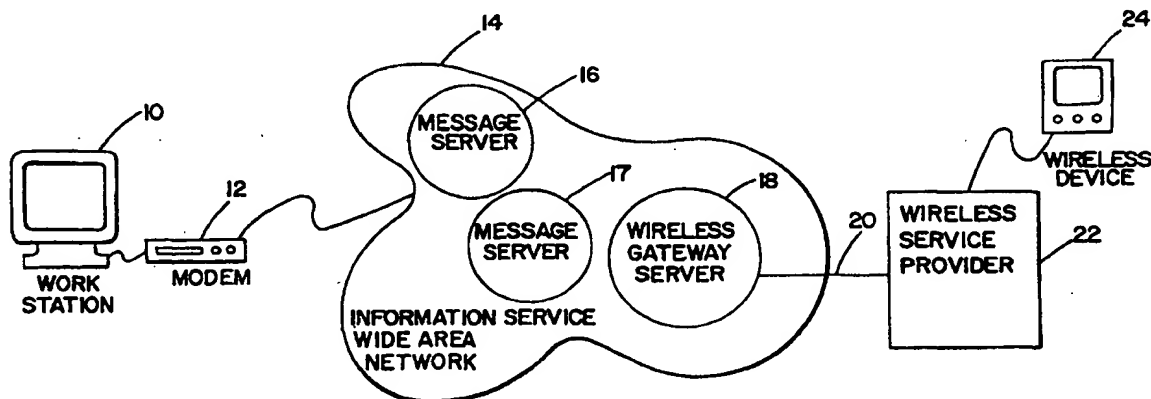 14
24
16
10
MESSAGE
SERVER
12
17
18
WIRELESS
DEVICE
MESSAGE
SERVER
WIRELESS
GATEWAY
SERVER
20
WIRELESS
SERVICE
PROVIDER
22
WORK
STATION
MODEM
INFORMATION SERVICE
WIDE AREA
NETWORK